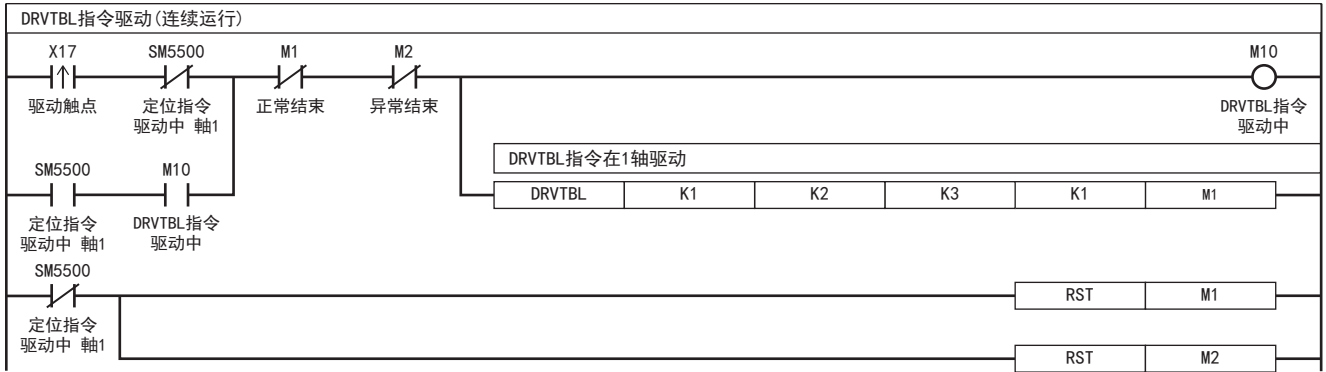 DRVTBL指令驱动(连续运行)
X17 SM5500 M1 M2 M10
驱动触点 定位指令 正常结束 异常结束 DRVTBL指令
驱动中 軸1 驱动中
DRVTBL指令在1轴驱动
SM5500 M10
DRVTBL K1 K2 K3 K1 M1
定位指令 DRVTBL指令
驱动中 軸1 驱动中
SM5500
RST M1
定位指令
驱动中 軸1
RST M2